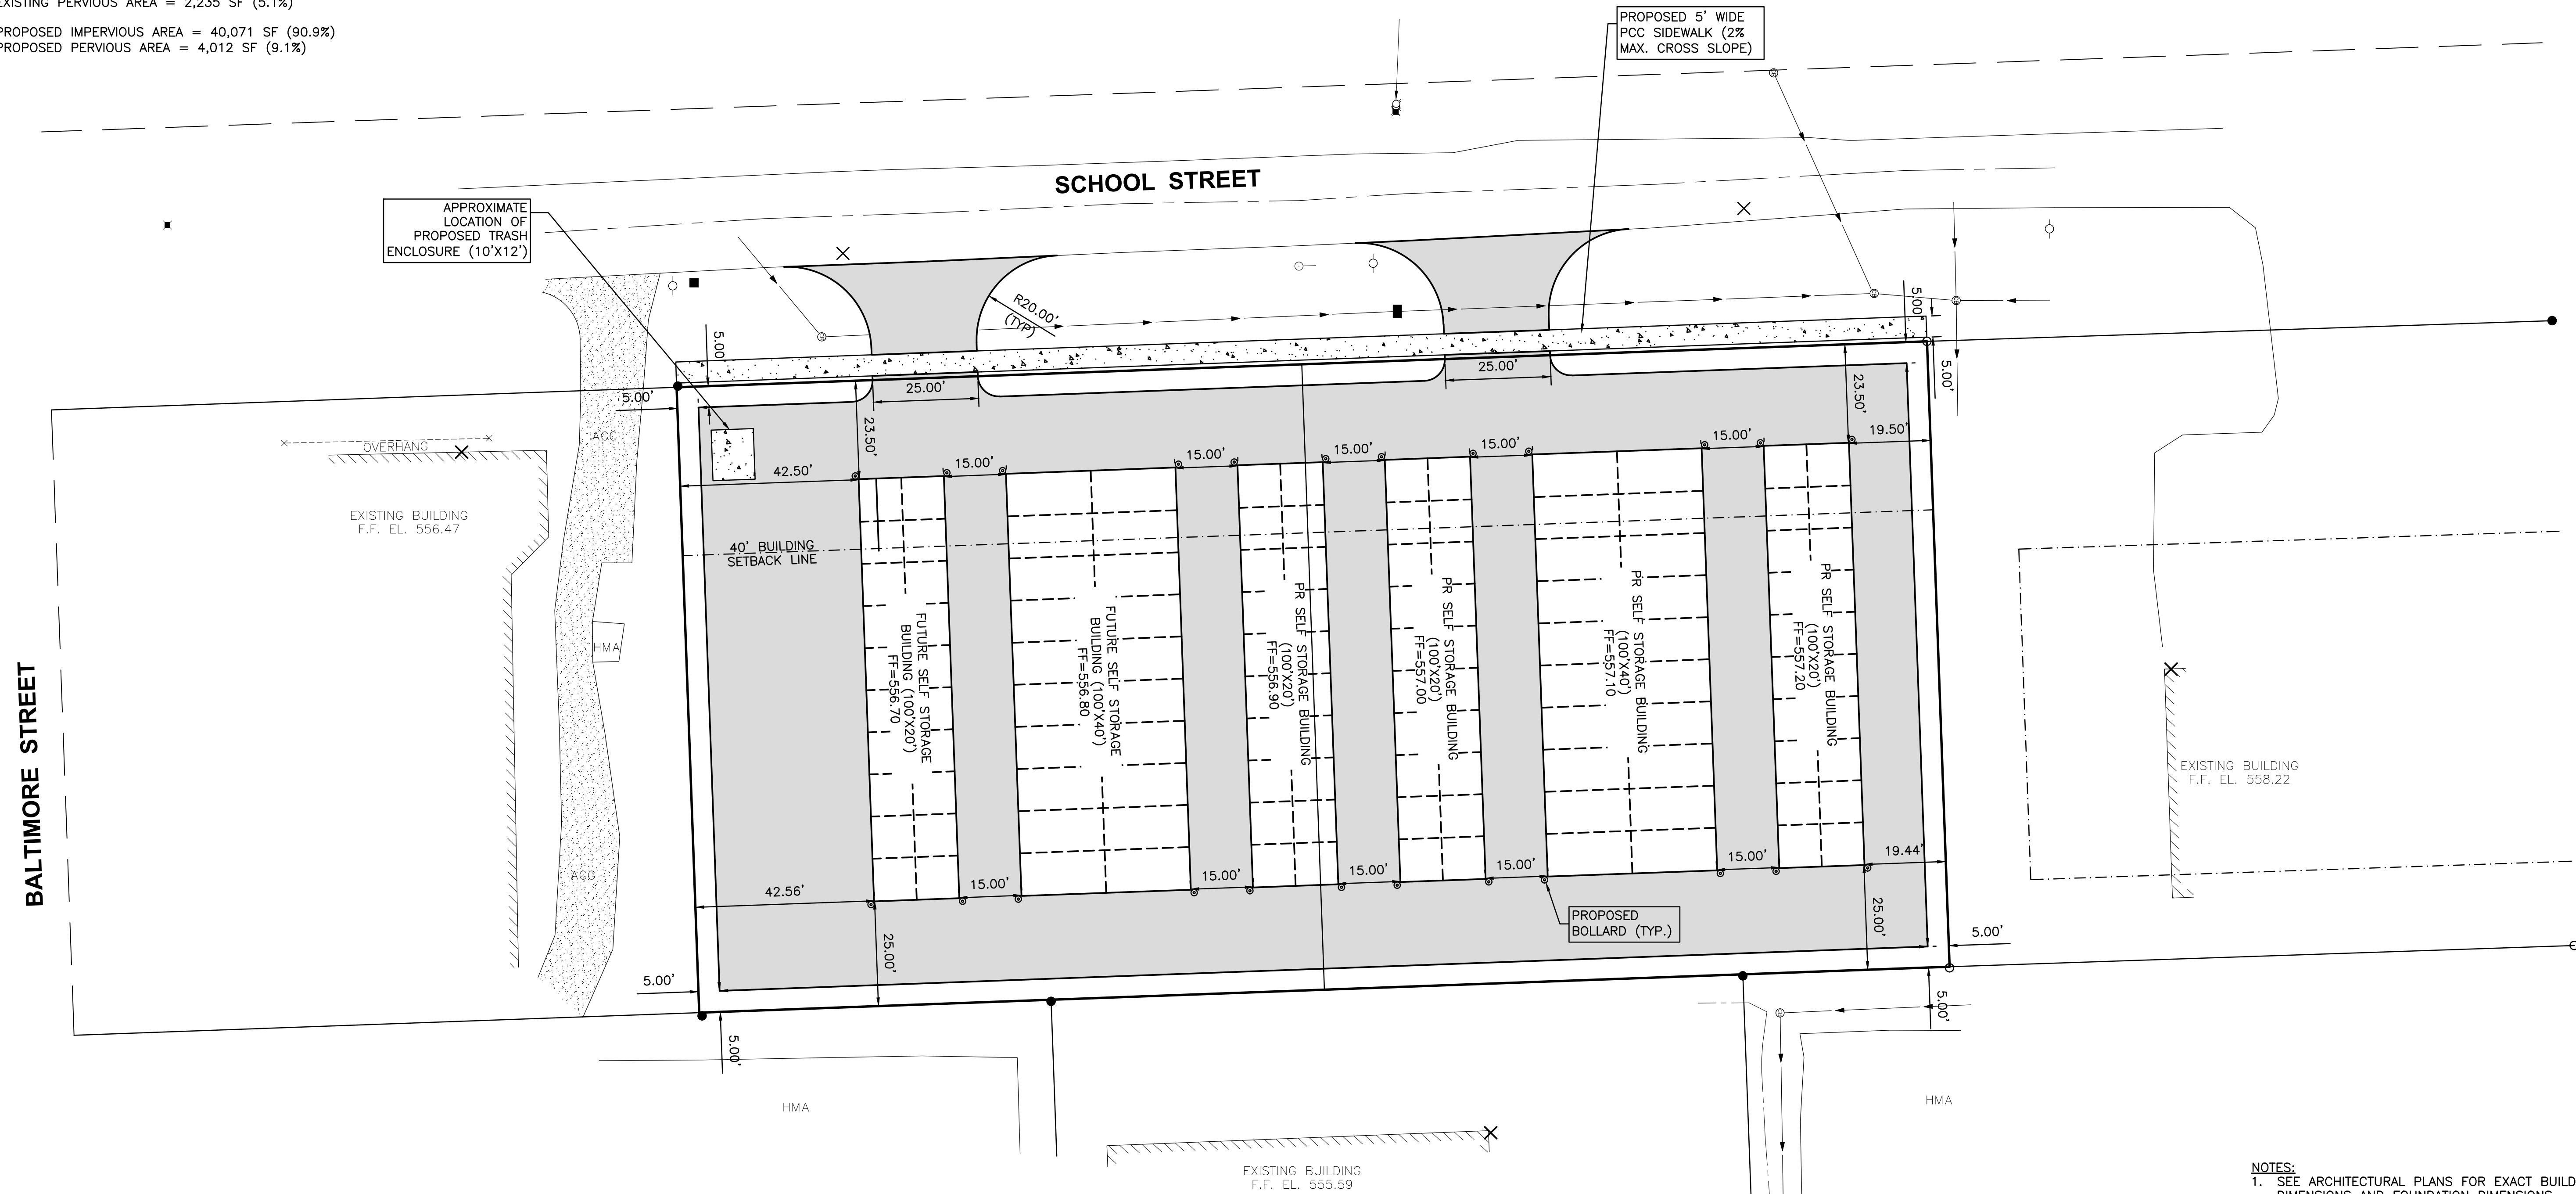 EXISTING PERVIOUS AREA = 2,235 SF (5.1%)
PROPOSED IMPERVIOUS AREA = 40,071 SF (90.9%)
PROPOSED PERVIOUS AREA = 4,012 SF (9.1%)
PROPOSED 5' WIDE
PCC SIDEWALK (2%
MAX. CROSS SLOPE)
SCHOOL STREET
APPROXIMATE
LOCATION OF
PROPOSED TRASH
ENCLOSURE (10'X12')
R20.00'
(TYP)
5.00'
5.00'
5.00'
5.00'
25.00'
25.00'
23.50'
23.50'
AGG
OVERHANG
42.50'
15.00'
15.00'
15.00'
15.00'
15.00'
19.50'
EXISTING BUILDING
F.F. EL. 556.47
40' BUILDING
SETBACK LINE
HMA
FUTURE SELF STORAGE
BUILDING (100'X20')
FF=556.70
FUTURE SELF STORAGE
BUILDING (100'X40')
FF=556.80
PR SELF STORAGE BUILDING
(100'X20')
FF=556.90
PR SELF STORAGE BUILDING
(100'X20')
FF=557.00
PR SELF STORAGE BUILDING
(100'X40')
FF=557.10
PR SELF STORAGE BUILDING
(100'X20')
FF=557.20
BALTIMORE STREET
EXISTING BUILDING
F.F. EL. 558.22
AGG
42.56'
15.00'
15.00'
15.00'
15.00'
15.00'
19.44'
PROPOSED
BOLLARD (TYP.)
25.00'
25.00'
5.00'
5.00'
5.00'
5.00'
HMA
HMA
EXISTING BUILDING
F.F. EL. 555.59
NOTES:
1. SEE ARCHITECTURAL PLANS FOR EXACT BUILD
DIMENSIONS AND FOUNDATION DIMENSIONS